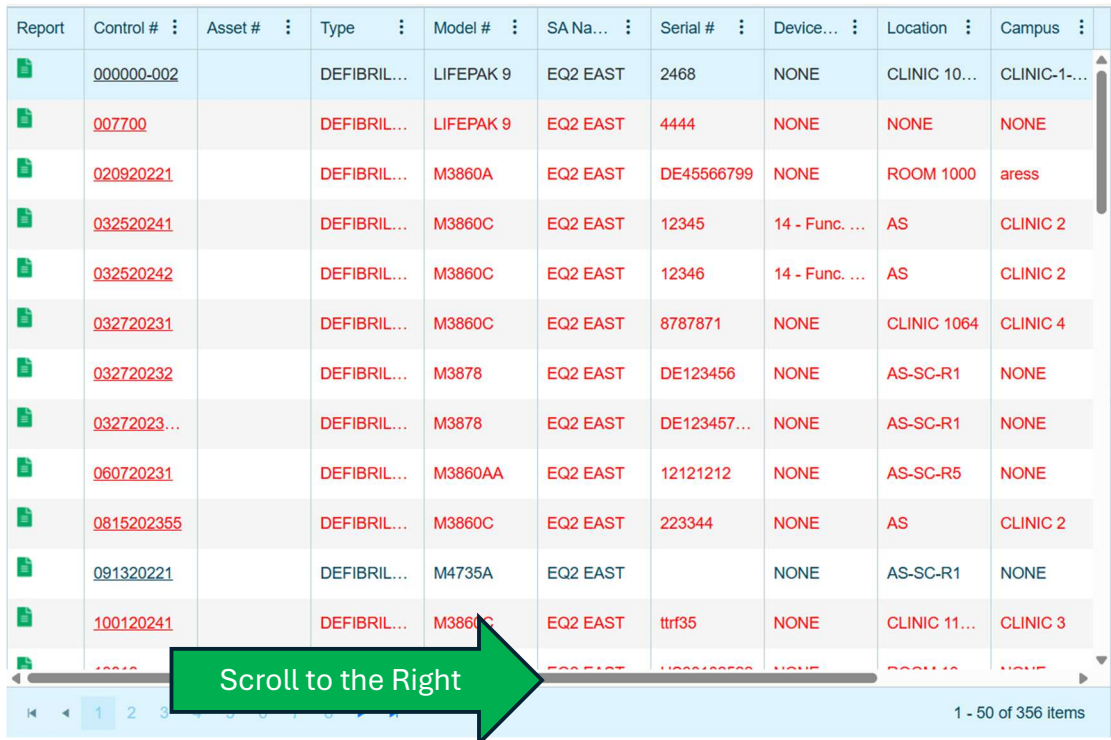 Report Control # Asset # Type Model # SA Na... Serial # Device... Location Campus
000000-002 DEFIBRIL... LIFEPAK 9 EQ2 EAST 2468 NONE CLINIC 10... CLINIC-1-...
007700 DEFIBRIL... LIFEPAK 9 EQ2 EAST 4444 NONE NONE NONE
020920221 DEFIBRIL... M3860A EQ2 EAST DE45566799 NONE ROOM 1000 aress
032520241 DEFIBRIL... M3860C EQ2 EAST 12345 14 - Func. ... AS CLINIC 2
032520242 DEFIBRIL... M3860C EQ2 EAST 12346 14 - Func. ... AS CLINIC 2
032720231 DEFIBRIL... M3860C EQ2 EAST 8787871 NONE CLINIC 1064 CLINIC 4
032720232 DEFIBRIL... M3878 EQ2 EAST DE123456 NONE AS-SC-R1 NONE
03272023... DEFIBRIL... M3878 EQ2 EAST DE123457... NONE AS-SC-R1 NONE
060720231 DEFIBRIL... M3860AA EQ2 EAST 12121212 NONE AS-SC-R5 NONE
0815202355 DEFIBRIL... M3860C EQ2 EAST 223344 NONE AS CLINIC 2
091320221 DEFIBRIL... M4735A EQ2 EAST NONE AS-SC-R1 NONE
100120241 DEFIBRIL... M3860C EQ2 EAST ttrf35 NONE CLINIC 11... CLINIC 3
Scroll to the Right
1 2 3 4 5 6 7 8 1 - 50 of 356 items